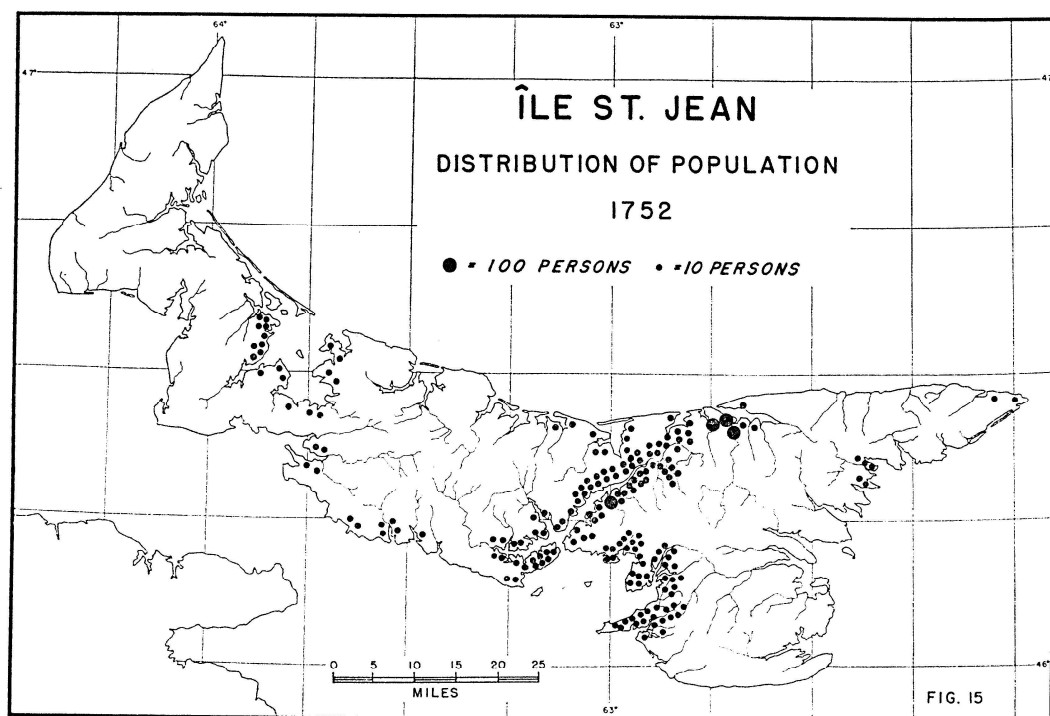 64°
63°
47°
47
ÎLE ST. JEAN
DISTRIBUTION OF POPULATION
1752
= 100 PERSONS = 10 PERSONS
0 5 10 15 20 25
MILES
46°
63°
FIG. 15